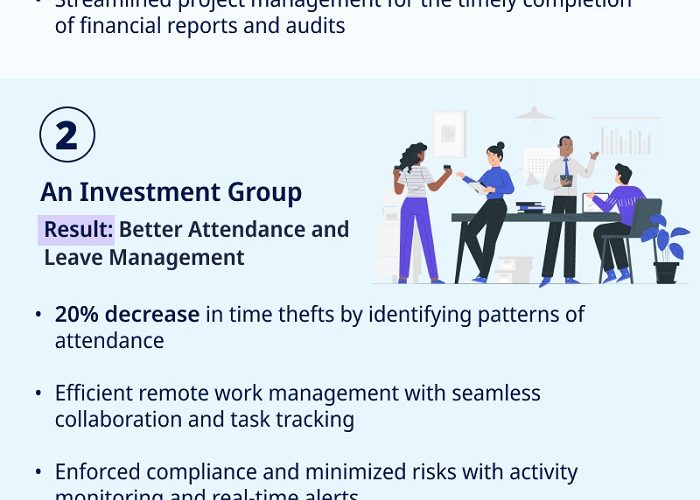 • Streamlined project management for the timely completion
of financial reports and audits
2
An Investment Group
Result: Better Attendance and
Leave Management
• 20% decrease in time thefts by identifying patterns of
attendance
• Efficient remote work management with seamless
collaboration and task tracking
• Enforced compliance and minimized risks with activity
monitoring and real-time alerts